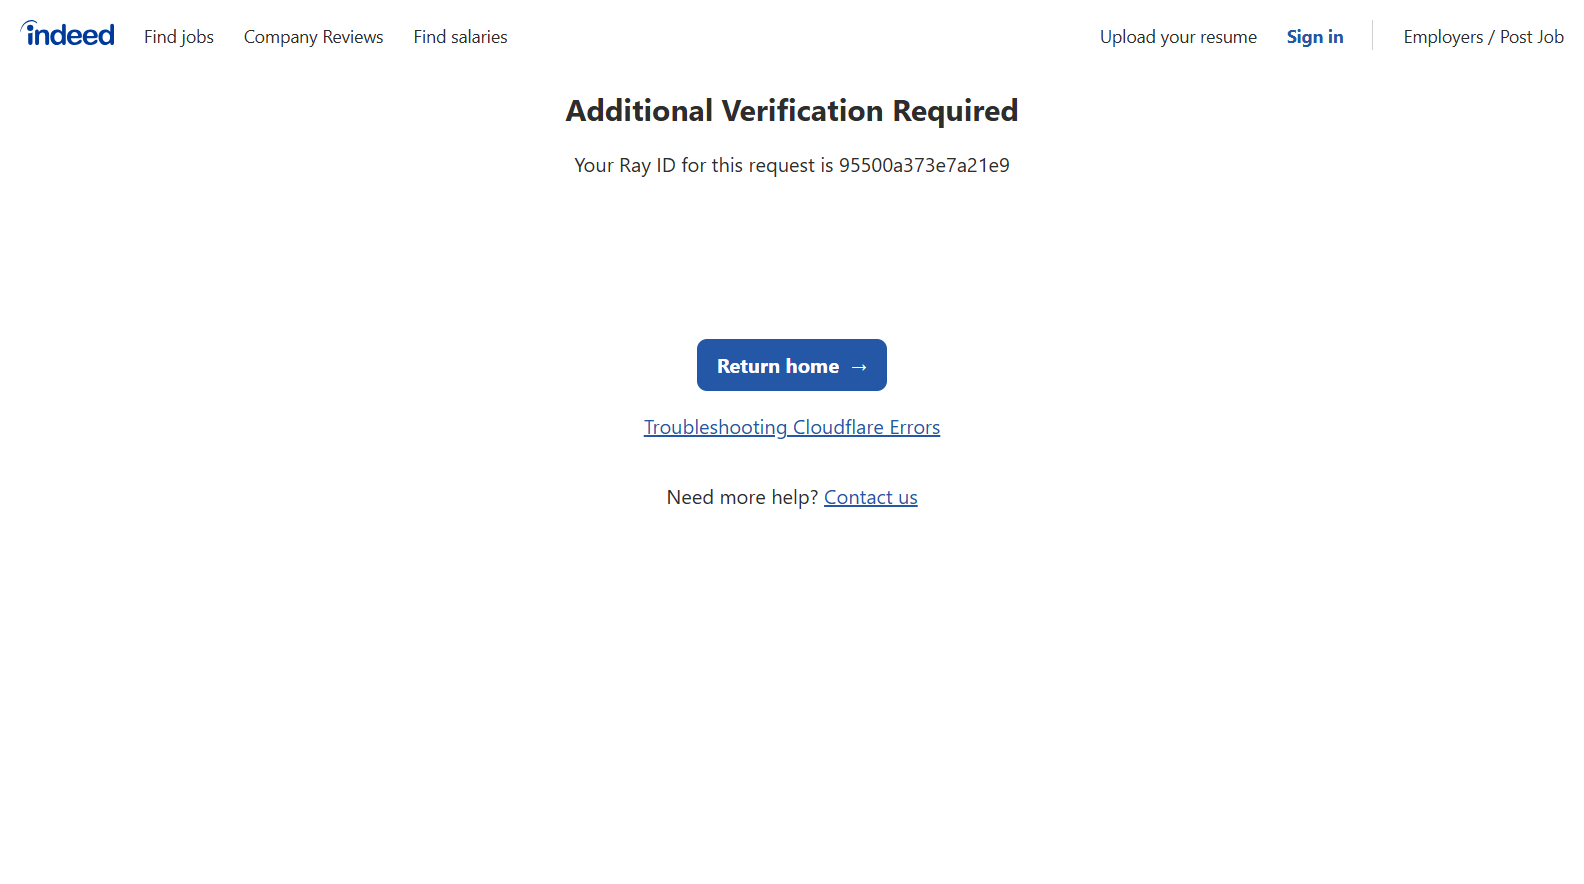 indeed Find jobs Company Reviews Find salaries Upload your resume Sign in Employers / Post Job
Additional Verification Required
Your Ray ID for this request is 95500a373e7a21e9
Return home →
Troubleshooting Cloudflare Errors
Need more help? Contact us